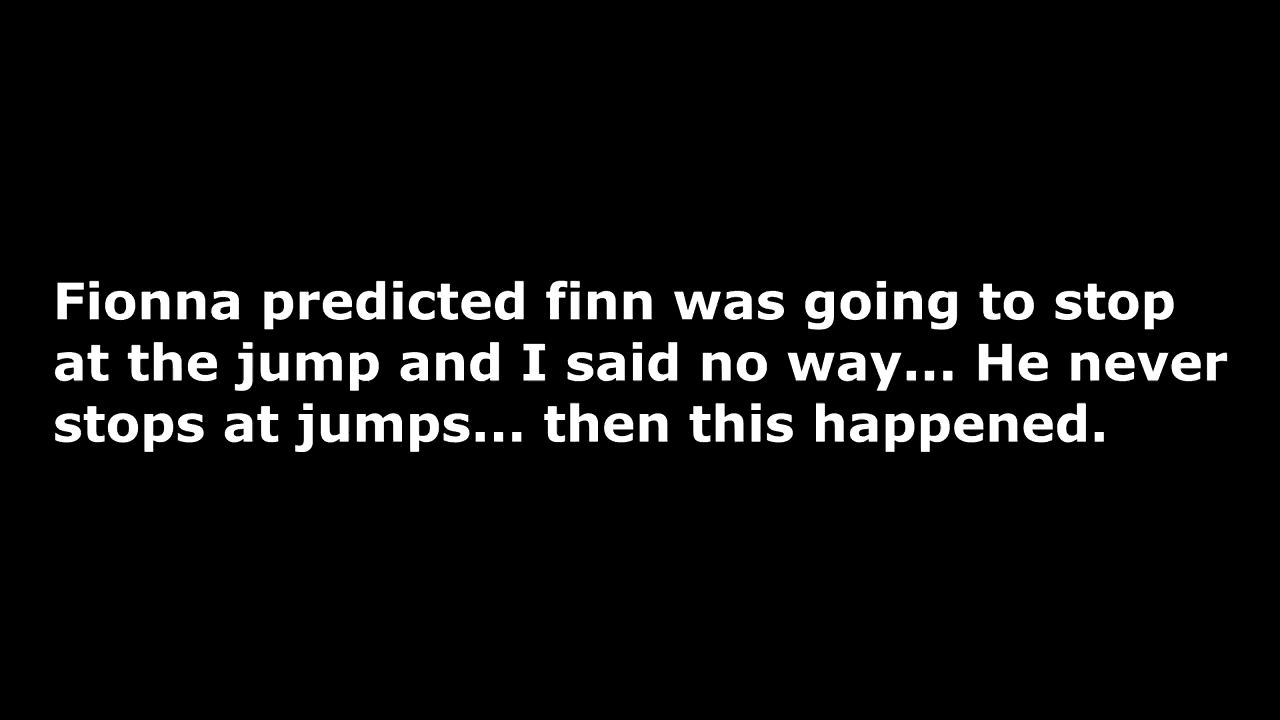 Fionna predicted finn was going to stop
at the jump and I said no way... He never
stops at jumps... then this happened.